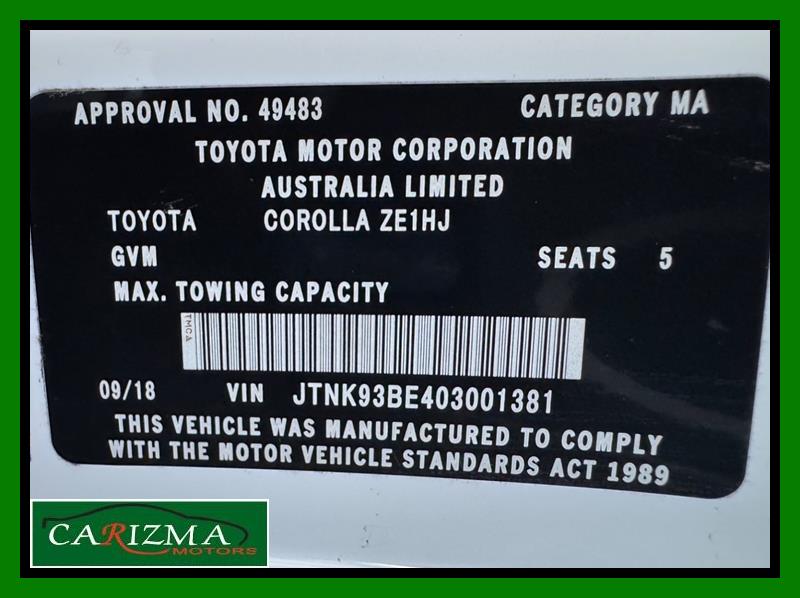 APPROVAL NO. 49483 CATEGORY MA
TOYOTA MOTOR CORPORATION
AUSTRALIA LIMITED
TOYOTA COROLLA ZE1HJ
GVM SEATS 5
MAX. TOWING CAPACITY
TMCA
09/18 VIN JTNK93BE403001381
THIS VEHICLE WAS MANUFACTURED TO COMPLY
WITH THE MOTOR VEHICLE STANDARDS ACT 1989
CARIZMA
MOTORS